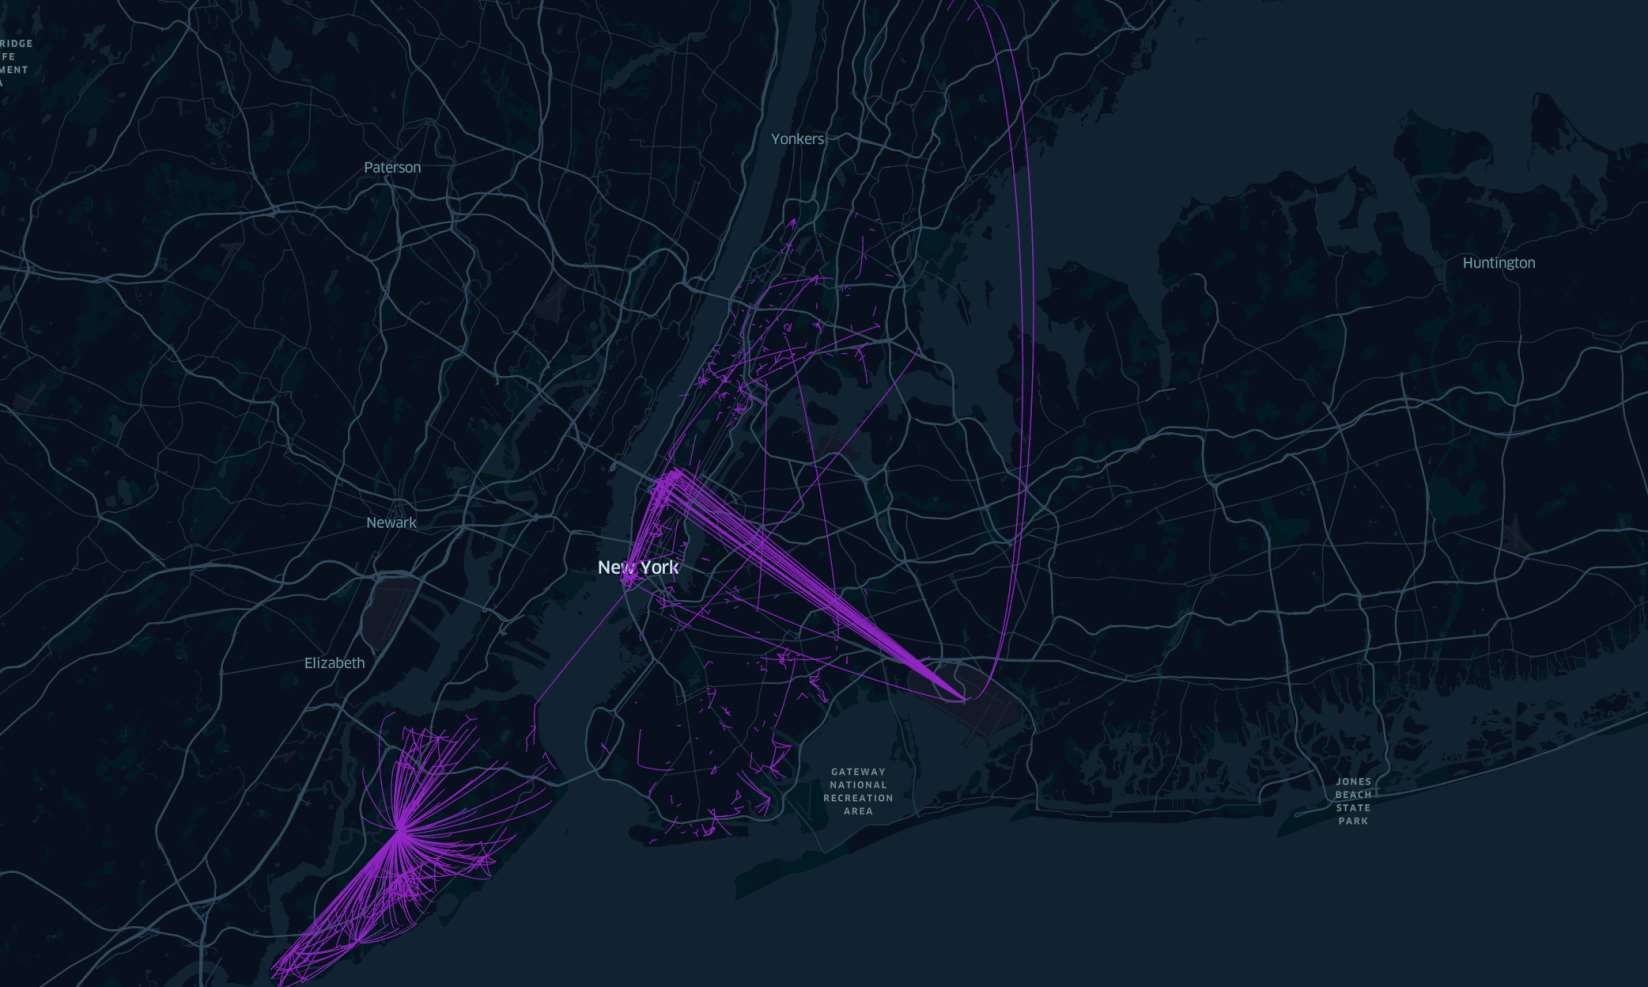 RIDGE
FE
MENT
A
Yonkers
Paterson
Huntington
Newark
New York
Elizabeth
GATEWAY
NATIONAL
RECREATION
AREA
JONES
BEACH
STATE
PARK